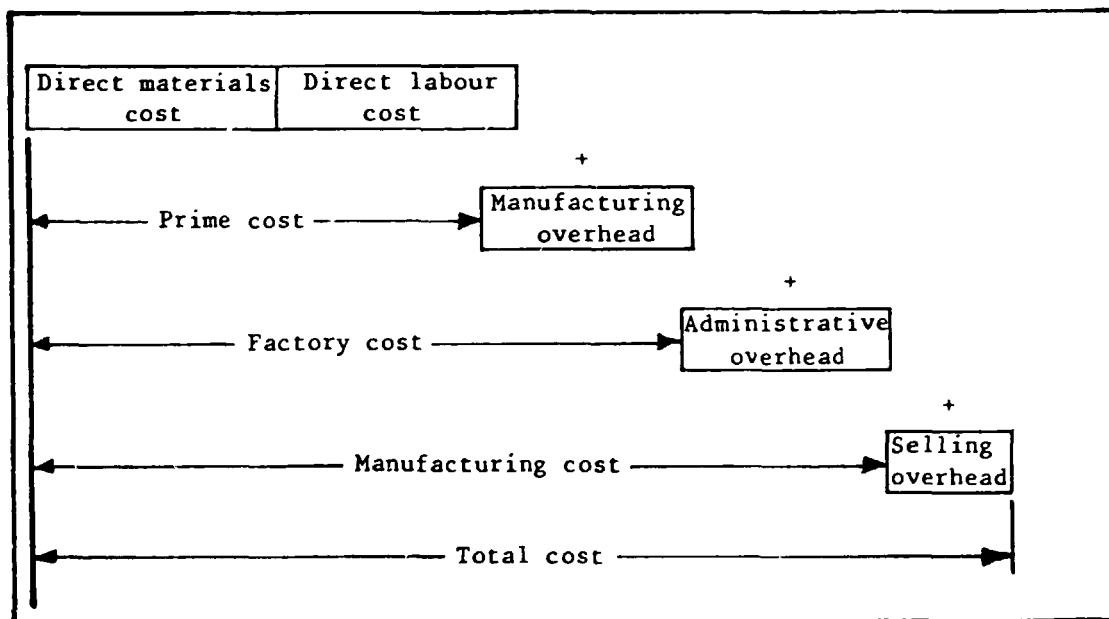 Direct materials
cost
Direct labour
cost
+
Prime cost
Manufacturing
overhead
+
Factory cost
Administrative
overhead
+
Manufacturing cost
Selling
overhead
Total cost